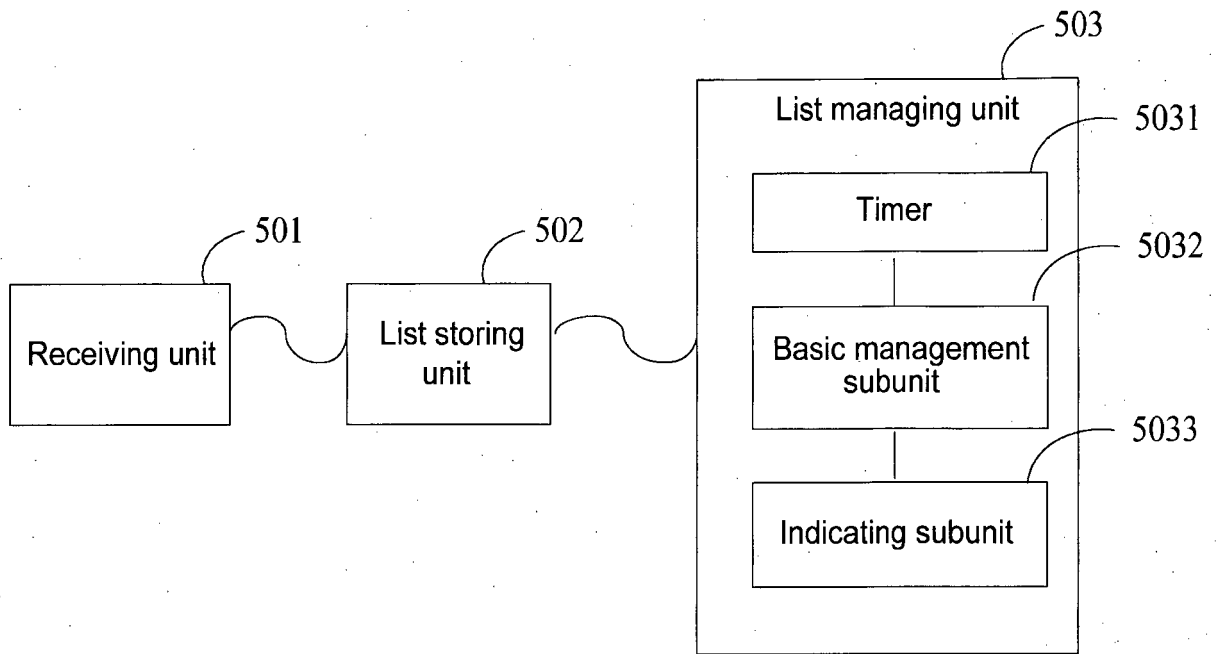 503
List managing unit
5031
Timer
501
502
5032
Receiving unit
List storing
unit
Basic management
subunit
5033
Indicating subunit